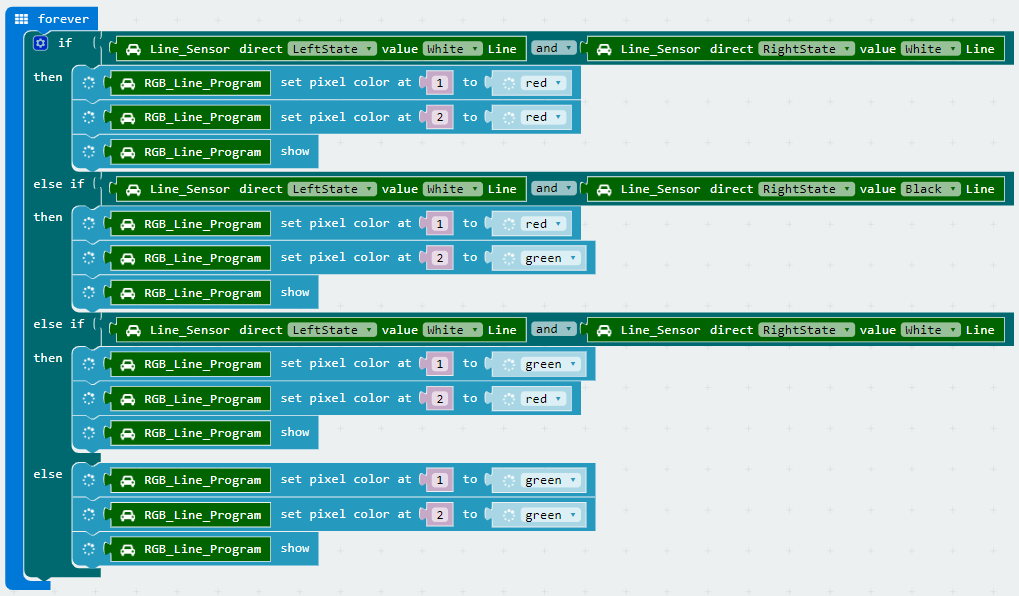 forever
if Line_Sensor direct LeftState value White Line and Line_Sensor direct RightState value White Line
then RGB_Line_Program set pixel color at 1 to red
RGB_Line_Program set pixel color at 2 to red
RGB_Line_Program show
else if Line_Sensor direct LeftState value White Line and Line_Sensor direct RightState value Black Line
then RGB_Line_Program set pixel color at 1 to red
RGB_Line_Program set pixel color at 2 to green
RGB_Line_Program show
else if Line_Sensor direct LeftState value White Line and Line_Sensor direct RightState value White Line
then RGB_Line_Program set pixel color at 1 to green
RGB_Line_Program set pixel color at 2 to red
RGB_Line_Program show
else RGB_Line_Program set pixel color at 1 to green
RGB_Line_Program set pixel color at 2 to green
RGB_Line_Program show